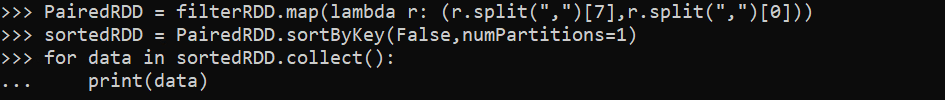 >>> PairedRDD = filterRDD.map(lambda r: (r.split(",")[7],r.split(",")[0]))
>>> sortedRDD = PairedRDD.sortByKey(False,numPartitions=1)
>>> for data in sortedRDD.collect():
...     print(data)